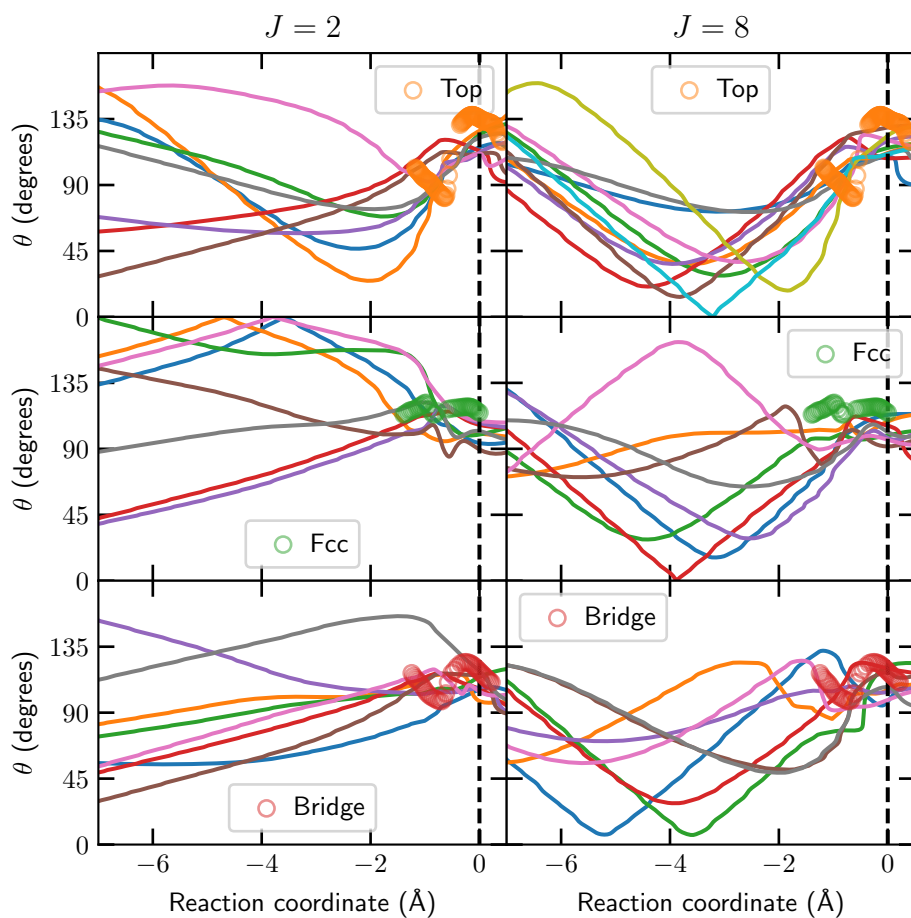 J = 2
J = 8
Top
Top
135
90
45
0
θ (degrees)
Fcc
Fcc
135
90
45
0
θ (degrees)
Bridge
Bridge
135
90
45
0
θ (degrees)
−6 −4 −2 0 −6 −4 −2 0
Reaction coordinate (Å) Reaction coordinate (Å)